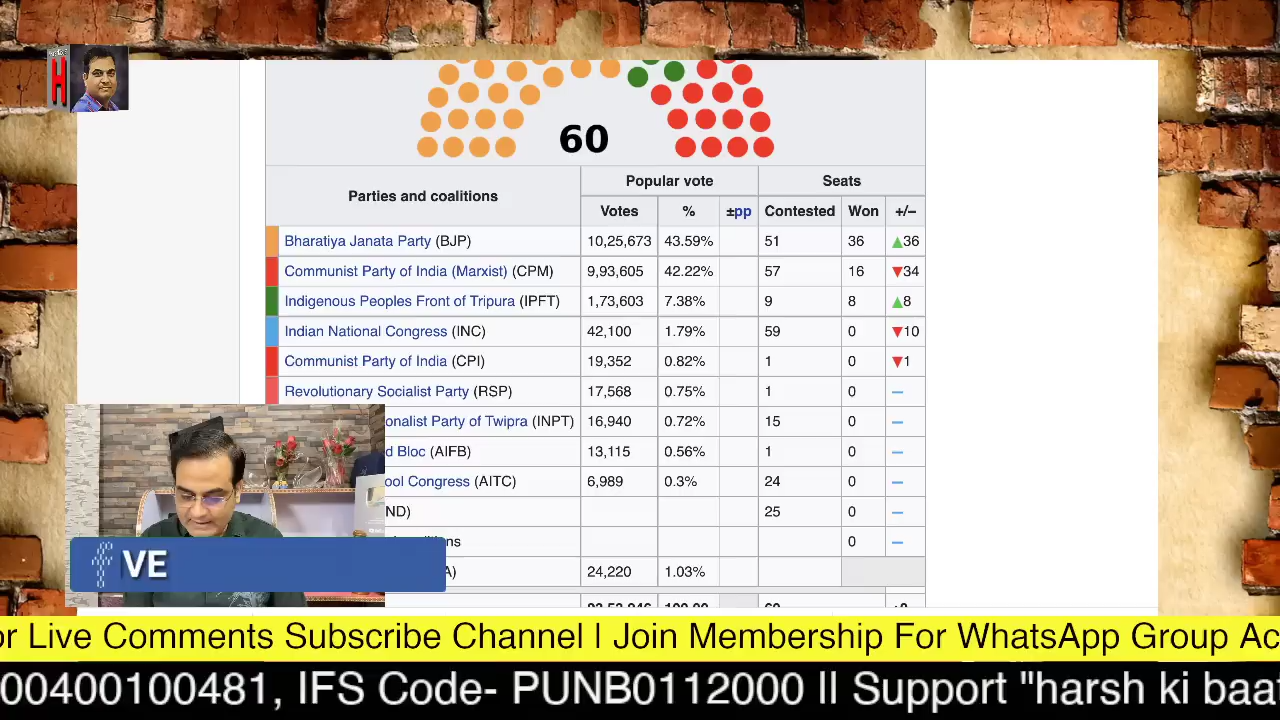 H
60
Parties and coalitions Popular vote Seats
Votes % ±pp Contested Won +/–
Bharatiya Janata Party (BJP) 10,25,673 43.59% 51 36 ▲36
Communist Party of India (Marxist) (CPM) 9,93,605 42.22% 57 16 ▼34
Indigenous Peoples Front of Tripura (IPFT) 1,73,603 7.38% 9 8 ▲8
Indian National Congress (INC) 42,100 1.79% 59 0 ▼10
Communist Party of India (CPI) 19,352 0.82% 1 0 ▼1
Revolutionary Socialist Party (RSP) 17,568 0.75% 1 0 –
onalist Party of Twipra (INPT) 16,940 0.72% 15 0 –
d Bloc (AIFB) 13,115 0.56% 1 0 –
ool Congress (AITC) 6,989 0.3% 24 0 –
ND) 25 0 –
ns 0 –
A) 24,220 1.03%
VE
or Live Comments Subscribe Channel | Join Membership For WhatsApp Group Ac
00400100481, IFS Code- PUNB0112000 || Support "harsh ki baat